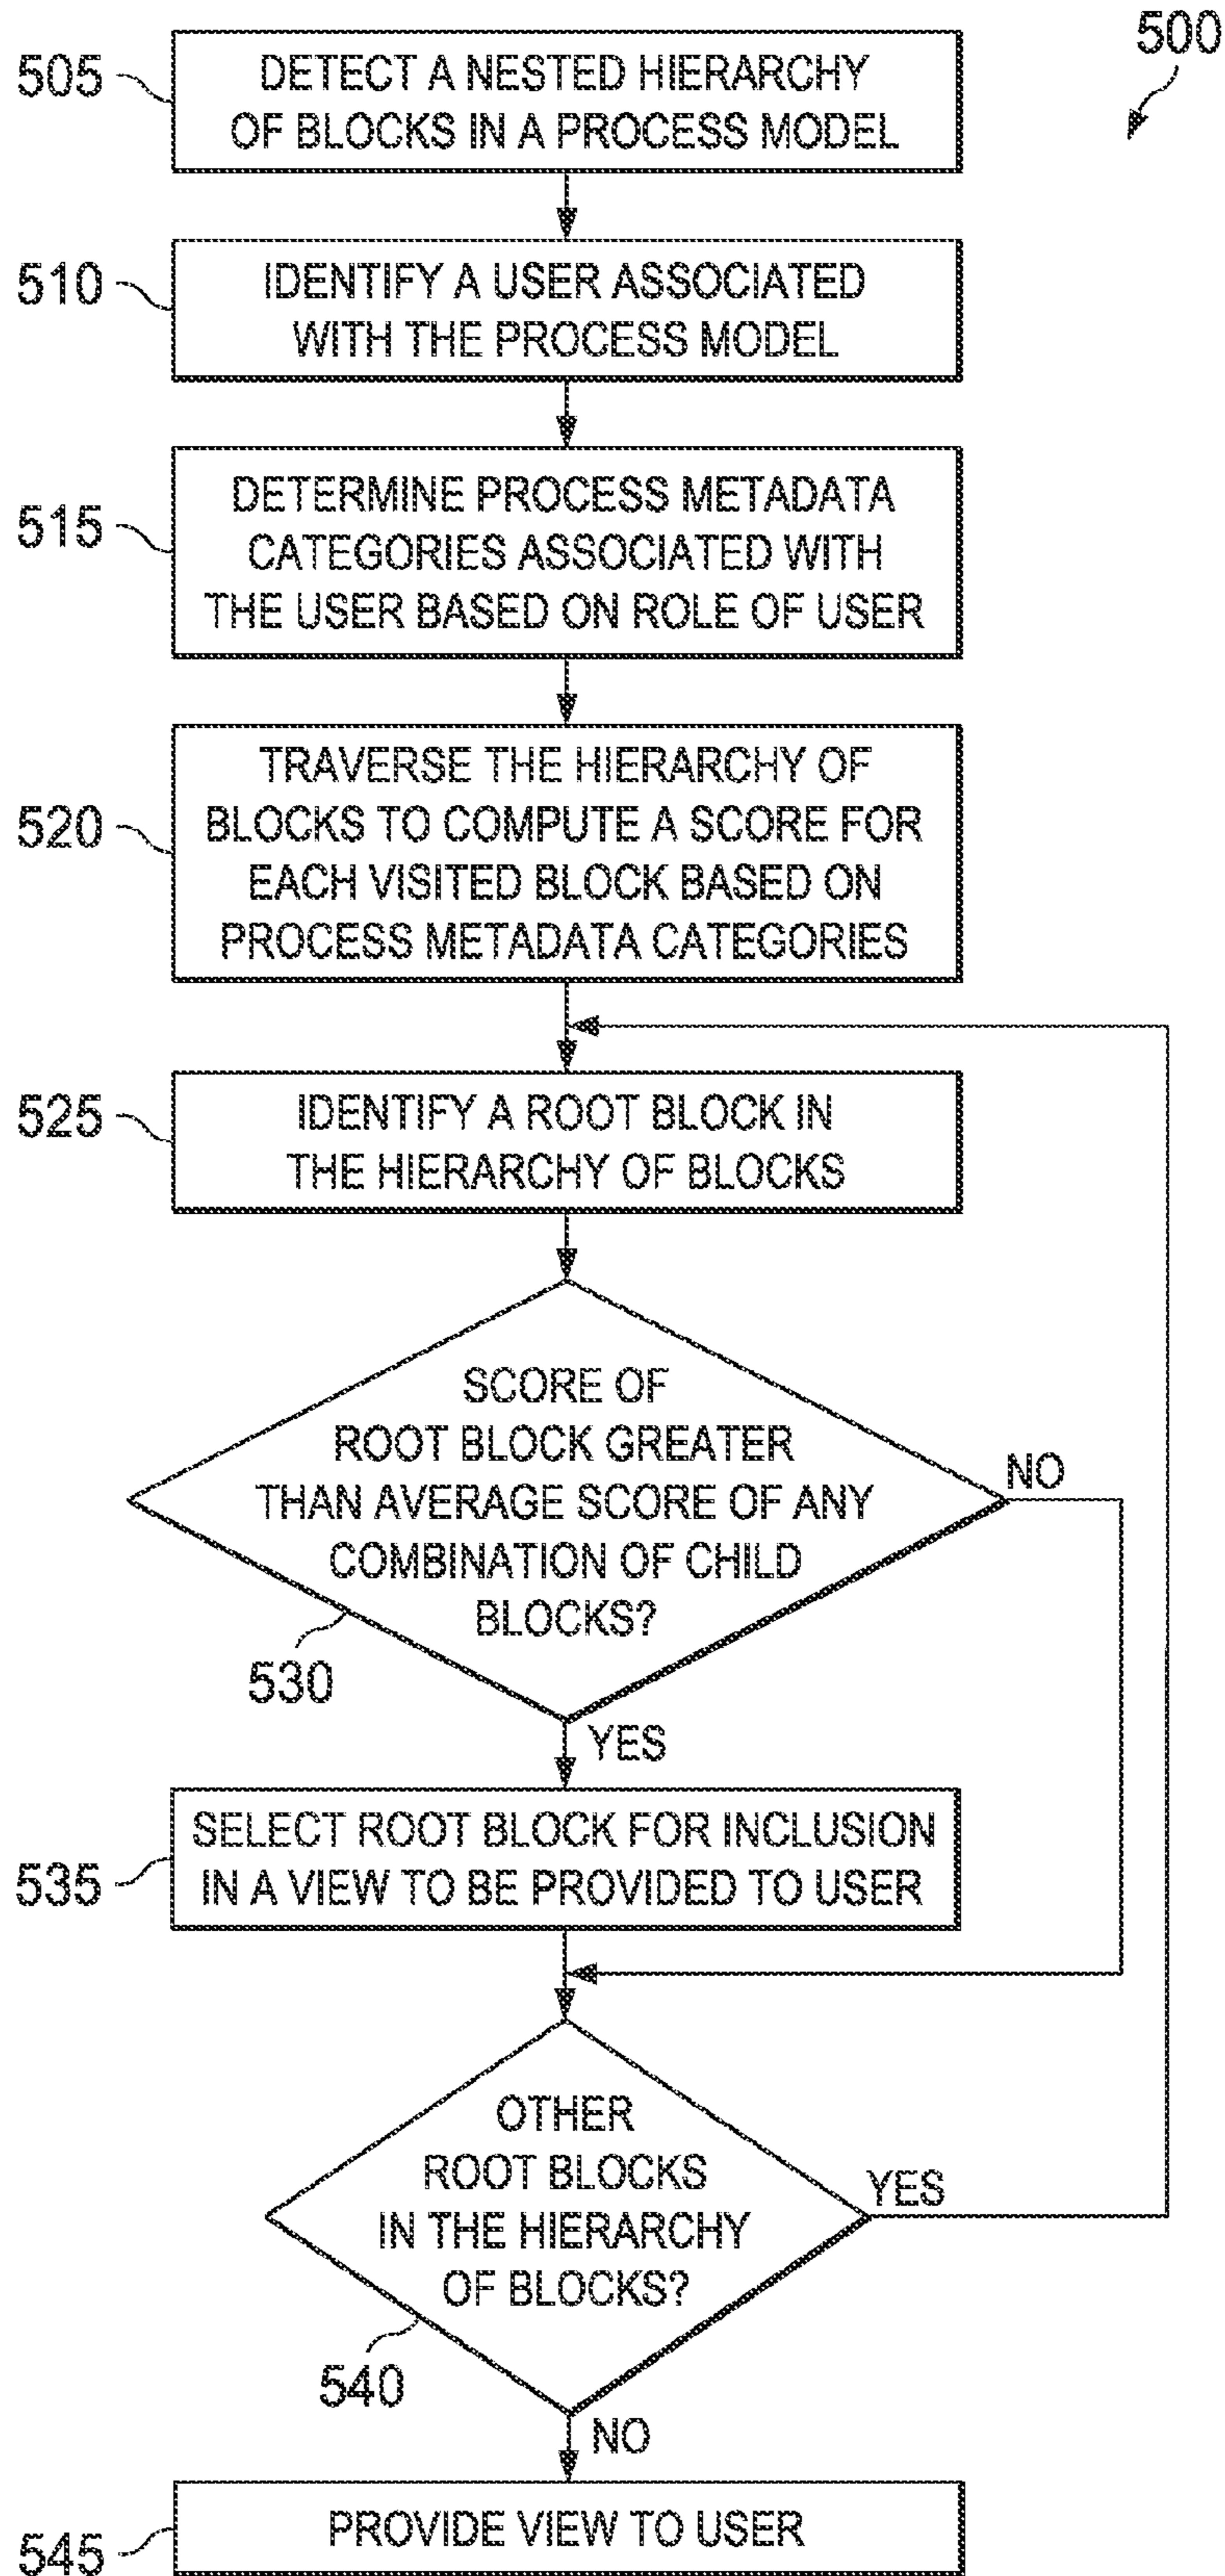 500
505
DETECT A NESTED HIERARCHY
OF BLOCKS IN A PROCESS MODEL
510
IDENTIFY A USER ASSOCIATED
WITH THE PROCESS MODEL
515
DETERMINE PROCESS METADATA
CATEGORIES ASSOCIATED WITH
THE USER BASED ON ROLE OF USER
520
TRAVERSE THE HIERARCHY OF
BLOCKS TO COMPUTE A SCORE FOR
EACH VISITED BLOCK BASED ON
PROCESS METADATA CATEGORIES
525
IDENTIFY A ROOT BLOCK IN
THE HIERARCHY OF BLOCKS
SCORE OF
ROOT BLOCK GREATER
THAN AVERAGE SCORE OF ANY
COMBINATION OF CHILD
BLOCKS?
NO
530
YES
535
SELECT ROOT BLOCK FOR INCLUSION
IN A VIEW TO BE PROVIDED TO USER
OTHER
ROOT BLOCKS
IN THE HIERARCHY
OF BLOCKS?
YES
540
NO
545
PROVIDE VIEW TO USER